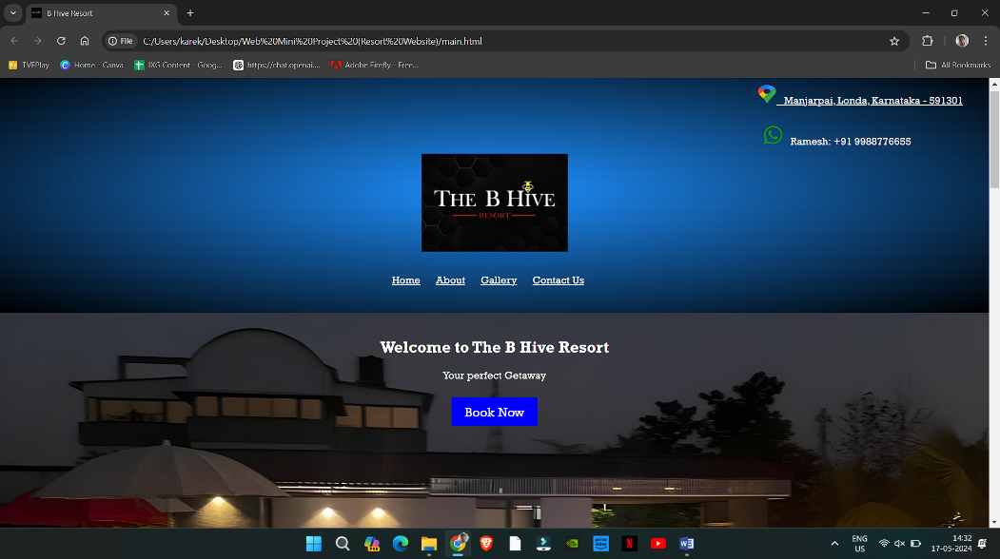 B Hive Resort
File
C:/Users/karek/Desktop/Web%20Mini%20Project%20(Resort%20Website)/main.html
TVFPlay
Home - Canva
IXG Content - Goog...
https://chat.openai....
Adobe Firefly - Free...
All Bookmarks
Manjarpai, Londa, Karnataka - 591301
Ramesh: +91 9988776655
THE B HIVE
RESORT
Home About Gallery Contact Us
Welcome to The B Hive Resort
Your perfect Getaway
Book Now
ENG
US
14:32
17-05-2024